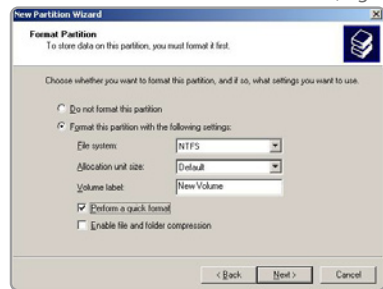 New Partition Wizard
Format Partition
To store data on this partition, you must format it first.
Choose whether you want to format this partition, and if so, what settings you want to use.
Do not format this partition
Format this partition with the following settings:
File system: NTFS
Allocation unit size: Default
Volume label: New Volume
Perform a quick format
Enable file and folder compression
< Back Next > Cancel